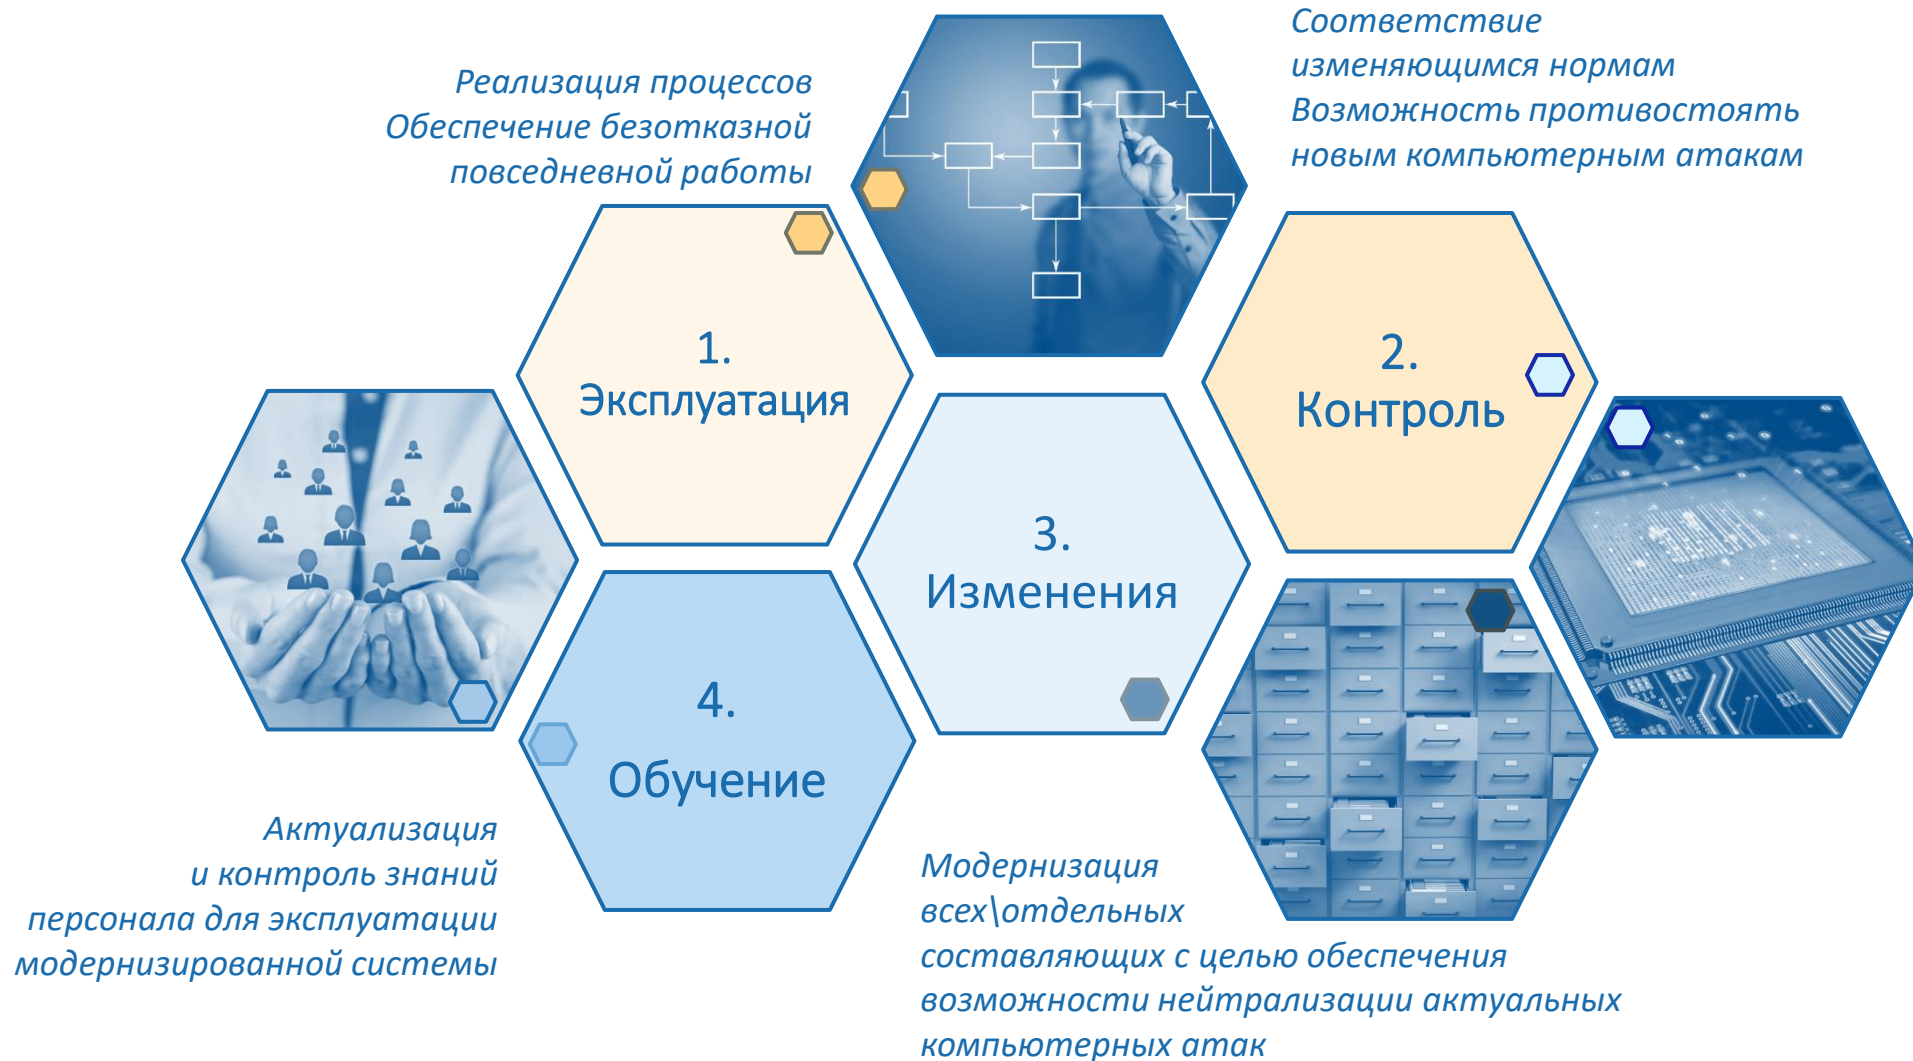 Реализация процессов
Обеспечение безотказной
повседневной работы
Соответствие
изменяющимся нормам
Возможность противостоять
новым компьютерным атакам
1.
Эксплуатация
2.
Контроль
3.
Изменения
4.
Обучение
Актуализация
и контроль знаний
персонала для эксплуатации
модернизированной системы
Модернизация
всех\отдельных
составляющих с целью обеспечения
возможности нейтрализации актуальных
компьютерных атак